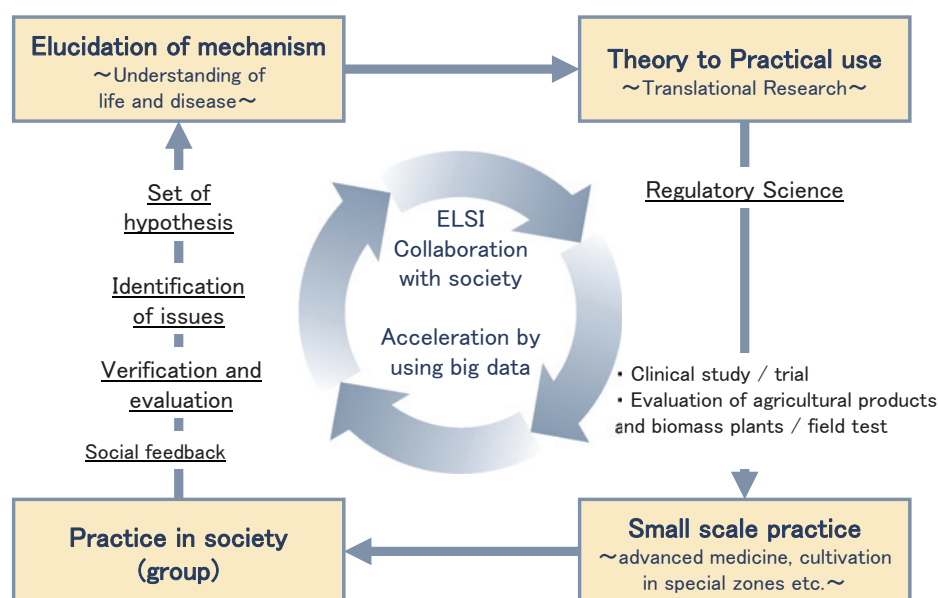 Elucidation of mechanism
～Understanding of
life and disease～
Theory to Practical use
～Translational Research～
Set of
hypothesis
Identification
of issues
Verification and
evaluation
Social feedback
ELSI
Collaboration
with society
Acceleration by
using big data
Regulatory Science
・Clinical study / trial
・Evaluation of agricultural products
and biomass plants / field test
Practice in society
(group)
Small scale practice
～advanced medicine, cultivation
in special zones etc.～